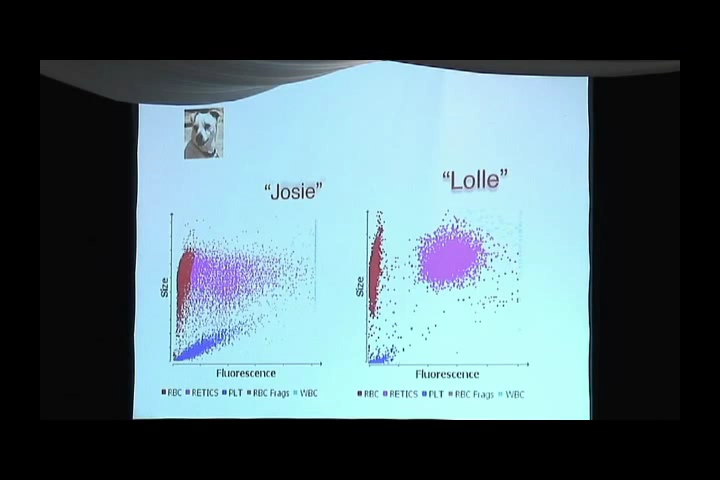 "Josie"
"Lolle"
Size
Fluorescence
RBC RETICS PLT RBC Frags WBC
Size
Fluorescence
RBC RETICS PLT RBC Frags WBC